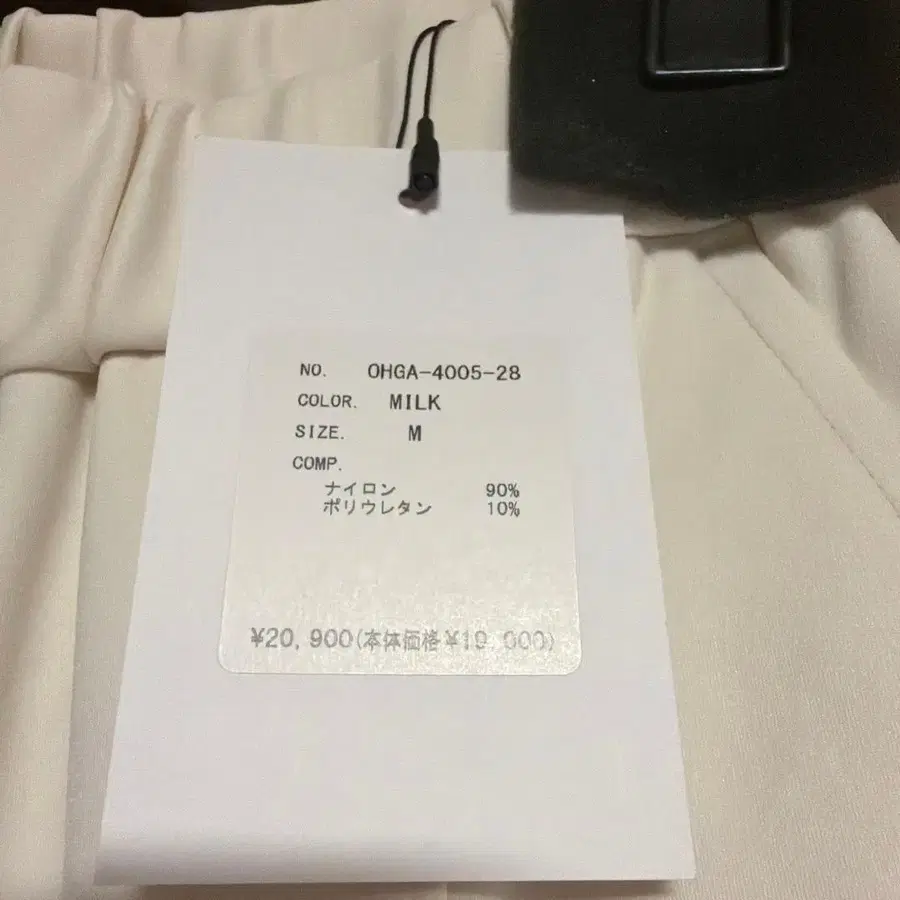 NO. OHGA-4005-28
COLOR. MILK
SIZE. M
COMP.
ナイロン 90%
ポリウレタン 10%
¥20,900(本体価格¥19,000)